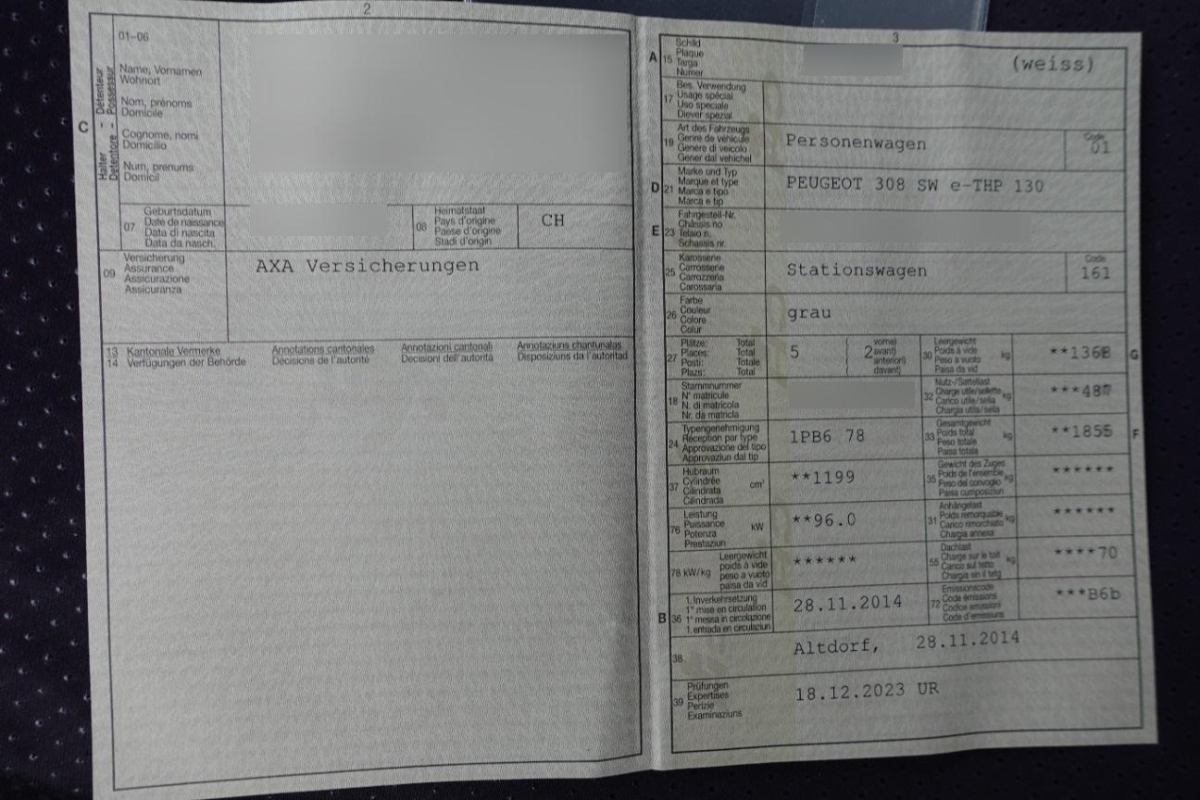 2
01-06
Name, Vornamen
Wohnort
Nom, prénoms
Domicile
Cognome, nomi
Domicilio
Num, prenums
Domicil
C
Halter - Détenteur
Detentore - Possessur
07
Geburtsdatum
Date de naissance
Data di nascita
Data da nasch.
08
Heimatstaat
Pays d'origine
Paese d'origine
Stadi d'origin
CH
09
Versicherung
Assurance
Assicurazione
Assicuranza
AXA Versicherungen
13 Kantonale Vermerke
14 Verfügungen der Behörde
Annotations cantonales
Décisions de l'autorité
Annotazioni cantonali
Decisioni dell'autorità
Annotaziuns chantunalas
Disposiziuns da l'autoritad
3
A 15
Schild
Plaque
Targa
Numer
(weiss)
17
Bes. Verwendung
Usage spécial
Uso speciale
Diever spezial
19
Art des Fahrzeugs
Genre de véhicule
Genere di veicolo
Gener dal vehichel
Personenwagen
Code
01
D 21
Marke und Typ
Marque et type
Marca e tipo
Marca e tip
PEUGEOT 308 SW e-THP 130
E 23
Fahrgestell-Nr.
Châssis no
Telaio n.
Schassis nr.
25
Karosserie
Carrosserie
Carrozzeria
Carossaria
Stationswagen
Code
161
26
Farbe
Couleur
Colore
Colur
grau
27
Plätze: Total
Places: Total
Posti: Totale
Plazs: Total
5
2
(vorne)
(avant)
(anteriori)
(davant)
30
Leergewicht
Poids à vide
Peso a vuoto
Paisa da vid
kg
**1368
G
18
Stammnummer
N° matricule
N. di matricola
Nr. da matricla
32
Nutz-/Sattellast
Charge utile/sellette
Carico utile/sella
Chargia utila/sella
kg
***487
24
Typengenehmigung
Réception par type
Approvazione del tipo
Approvaziun dal tip
1PB6 78
33
Gesamtgewicht
Poids total
Peso totale
Paisa totala
kg
**1855
F
37
Hubraum
Cylindrée
Cilindrata
Cilindrada
cm³
**1199
35
Gewicht des Zuges
Poids de l'ensemble
Peso del convoglio
Paisa cumposiziun
kg
******
76
Leistung
Puissance
Potenza
Prestaziun
kW
**96.0
31
Anhängelast
Poids remorquable
Carico rimorchiato
Chargia annexa
kg
******
78 kW/kg
Leergewicht
poids à vide
peso a vuoto
paisa da vid
******
55
Dachlast
Charge sur le toit
Carico sul tetto
Chargia sin il tetg
kg
****70
B 36
1. Inverkehrsetzung
1re mise en circulation
1a messa in circolazione
1. entrada en circulaziun
28.11.2014
72
Emissionscode
Code émissions
Codice emissioni
Code d'emissiuns
***B6b
38
Altdorf, 28.11.2014
39
Prüfungen
Expertises
Perizie
Examinaziuns
18.12.2023 UR